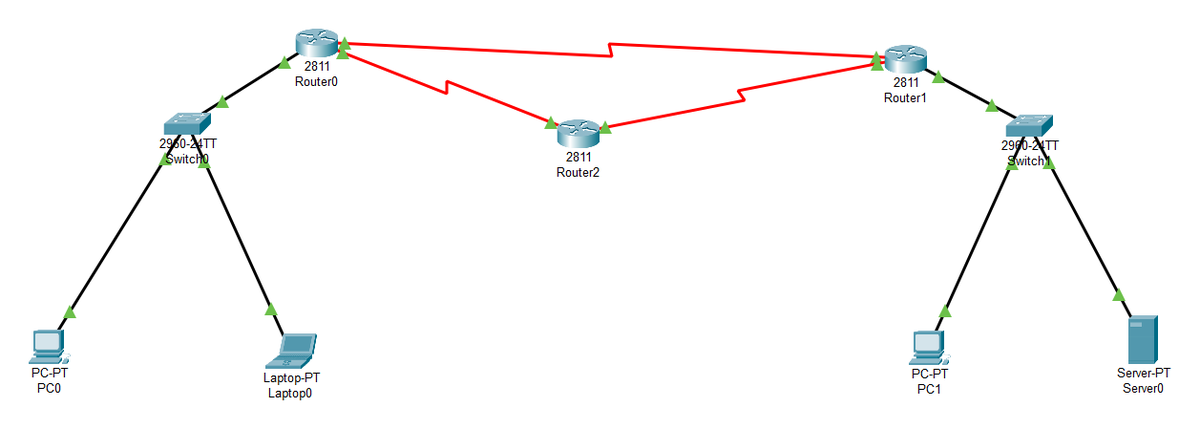 2811
Router0
2811
Router1
2811
Router2
2960-24TT
Switch0
2960-24TT
Switch1
PC-PT
PC0
Laptop-PT
Laptop0
PC-PT
PC1
Server-PT
Server0